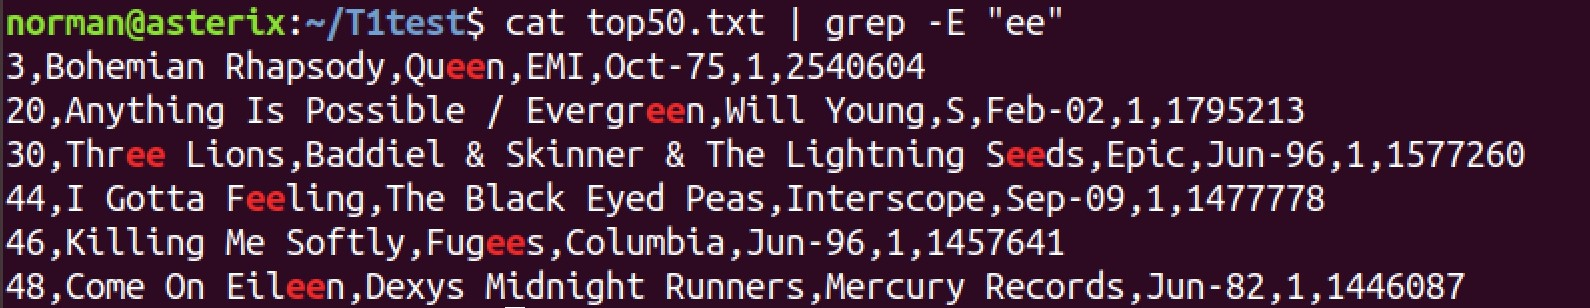 norman@asterix:~/T1test$ cat top50.txt | grep -E "ee"
3,Bohemian Rhapsody,Queen,EMI,Oct-75,1,2540604
20,Anything Is Possible / Evergreen,Will Young,S,Feb-02,1,1795213
30,Three Lions,Baddiel & Skinner & The Lightning Seeds,Epic,Jun-96,1,1577260
44,I Gotta Feeling,The Black Eyed Peas,Interscope,Sep-09,1,1477778
46,Killing Me Softly,Fugees,Columbia,Jun-96,1,1457641
48,Come On Eileen,Dexys Midnight Runners,Mercury Records,Jun-82,1,1446087